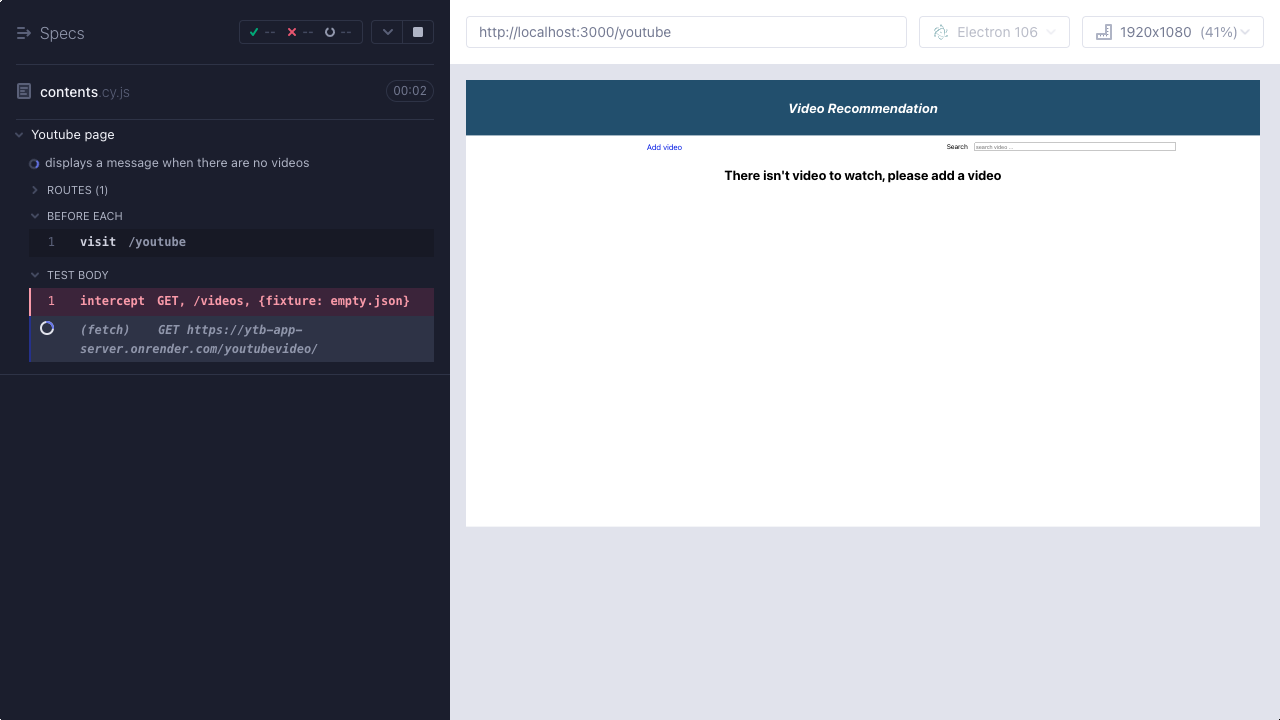 Specs
-- -- --
contents.cy.js
00:02
Youtube page
displays a message when there are no videos
ROUTES (1)
BEFORE EACH
1 visit /youtube
TEST BODY
1 intercept GET, /videos, {fixture: empty.json}
(fetch) GET https://ytb-app-
server.onrender.com/youtubevideo/
http://localhost:3000/youtube
Electron 106
1920x1080 (41%)
Video Recommendation
Add video
Search
search video ...
There isn't video to watch, please add a video